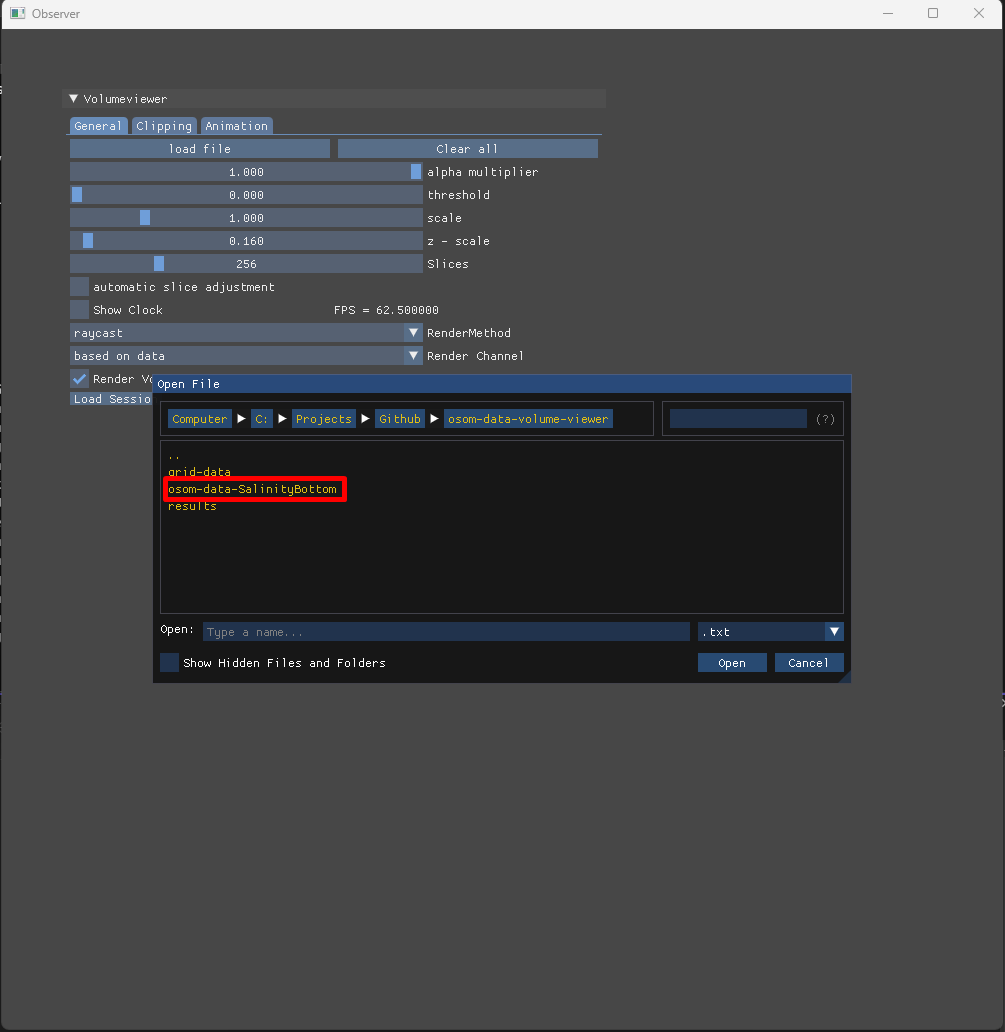 Observer
▼ Volumeviewer
General Clipping Animation
load file Clear all
1.000 alpha multiplier
0.000 threshold
1.000 scale
0.160 z - scale
256 Slices
automatic slice adjustment
Show Clock FPS = 62.500000
raycast ▼ RenderMethod
based on data ▼ Render Channel
Render Vo
Load Sessio
Open File
Computer ▶ C: ▶ Projects ▶ Github ▶ osom-data-volume-viewer (?)
..
grid-data
osom-data-SalinityBottom
results
Open: Type a name... .txt ▼
Show Hidden Files and Folders Open Cancel